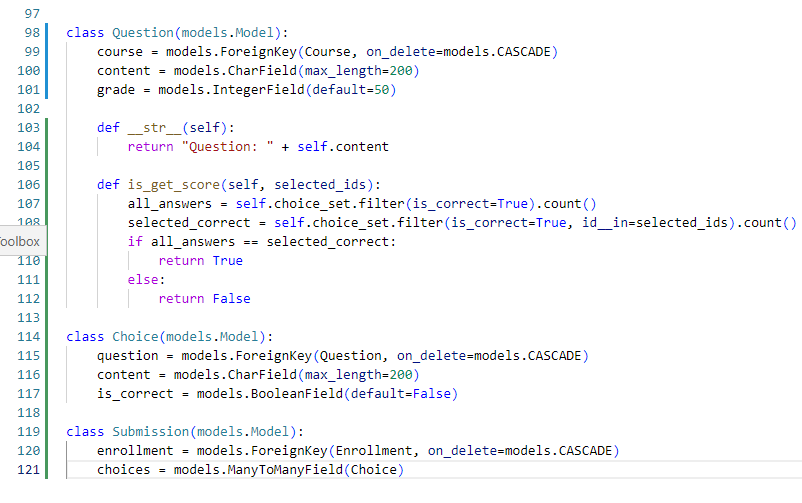 97
98 class Question(models.Model):
99 course = models.ForeignKey(Course, on_delete=models.CASCADE)
100 content = models.CharField(max_length=200)
101 grade = models.IntegerField(default=50)
102
103 def __str__(self):
104 return "Question: " + self.content
105
106 def is_get_score(self, selected_ids):
107 all_answers = self.choice_set.filter(is_correct=True).count()
108 selected_correct = self.choice_set.filter(is_correct=True, id__in=selected_ids).count()
oolbox if all_answers == selected_correct:
110 return True
111 else:
112 return False
113
114 class Choice(models.Model):
115 question = models.ForeignKey(Question, on_delete=models.CASCADE)
116 content = models.CharField(max_length=200)
117 is_correct = models.BooleanField(default=False)
118
119 class Submission(models.Model):
120 enrollment = models.ForeignKey(Enrollment, on_delete=models.CASCADE)
121 choices = models.ManyToManyField(Choice)